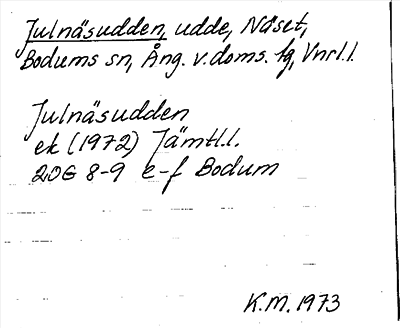 Julnäsudden, udde, Näset,
Bodums sn, Ång. v. doms. tg, Vnrl.l.
Julnäsudden
ek (1972) Jämtl.l.
20G 8-9 e-f Bodum
K.M. 1973